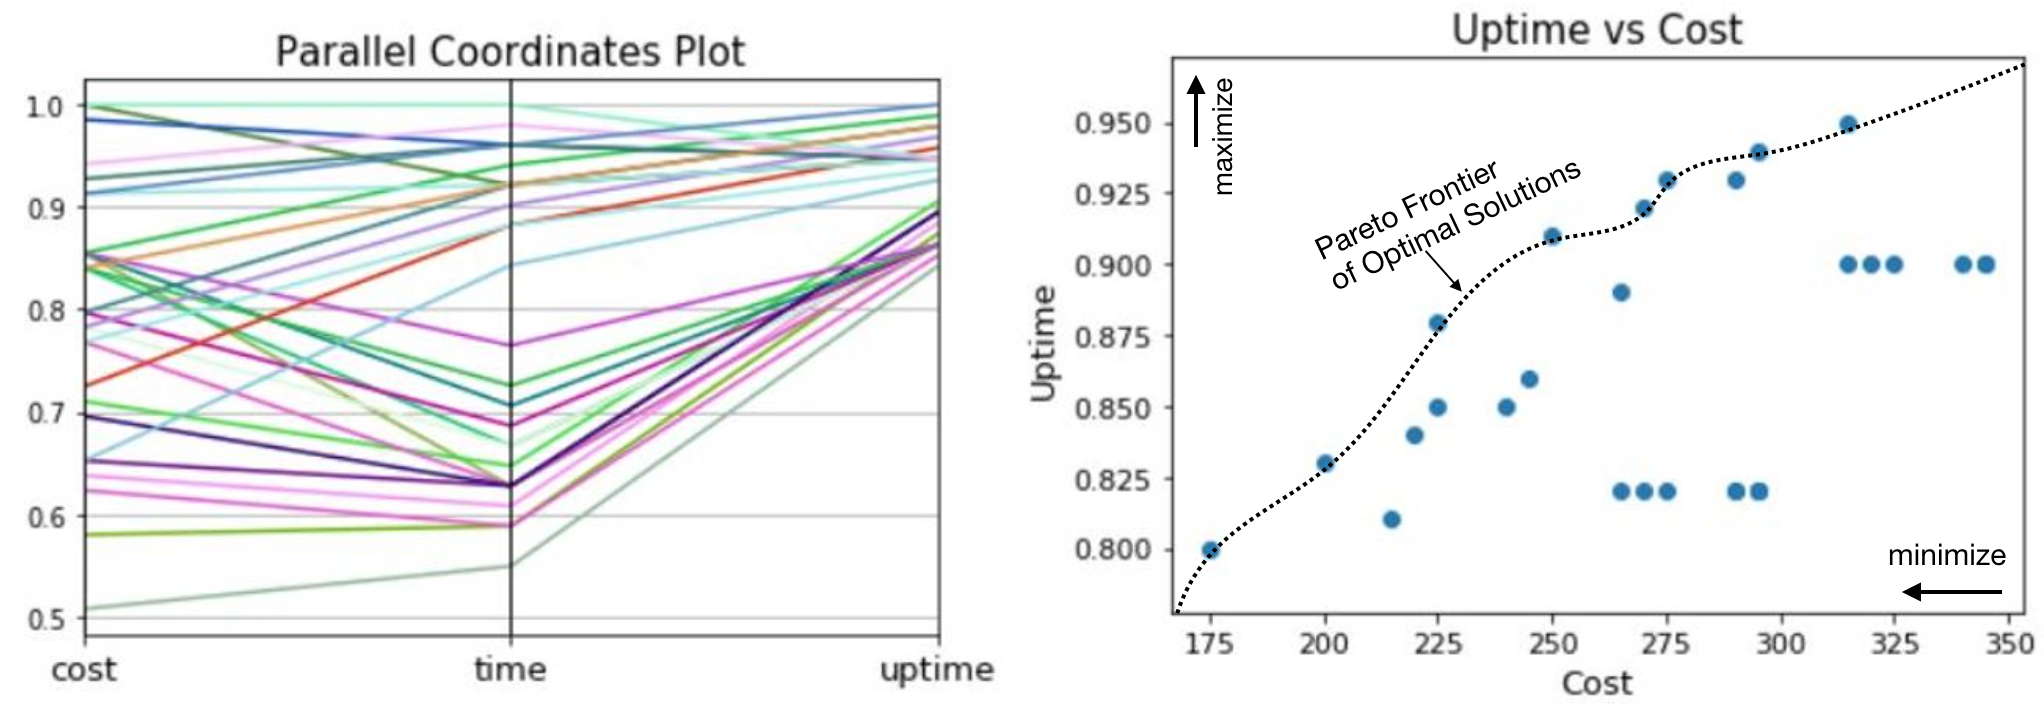 Parallel Coordinates Plot
1.0
0.9
0.8
0.7
0.6
0.5
cost
time
uptime
Uptime vs Cost
maximize
Pareto Frontier
of Optimal Solutions
minimize
Uptime
0.950
0.925
0.900
0.875
0.850
0.825
0.800
175 200 225 250 275 300 325 350
Cost